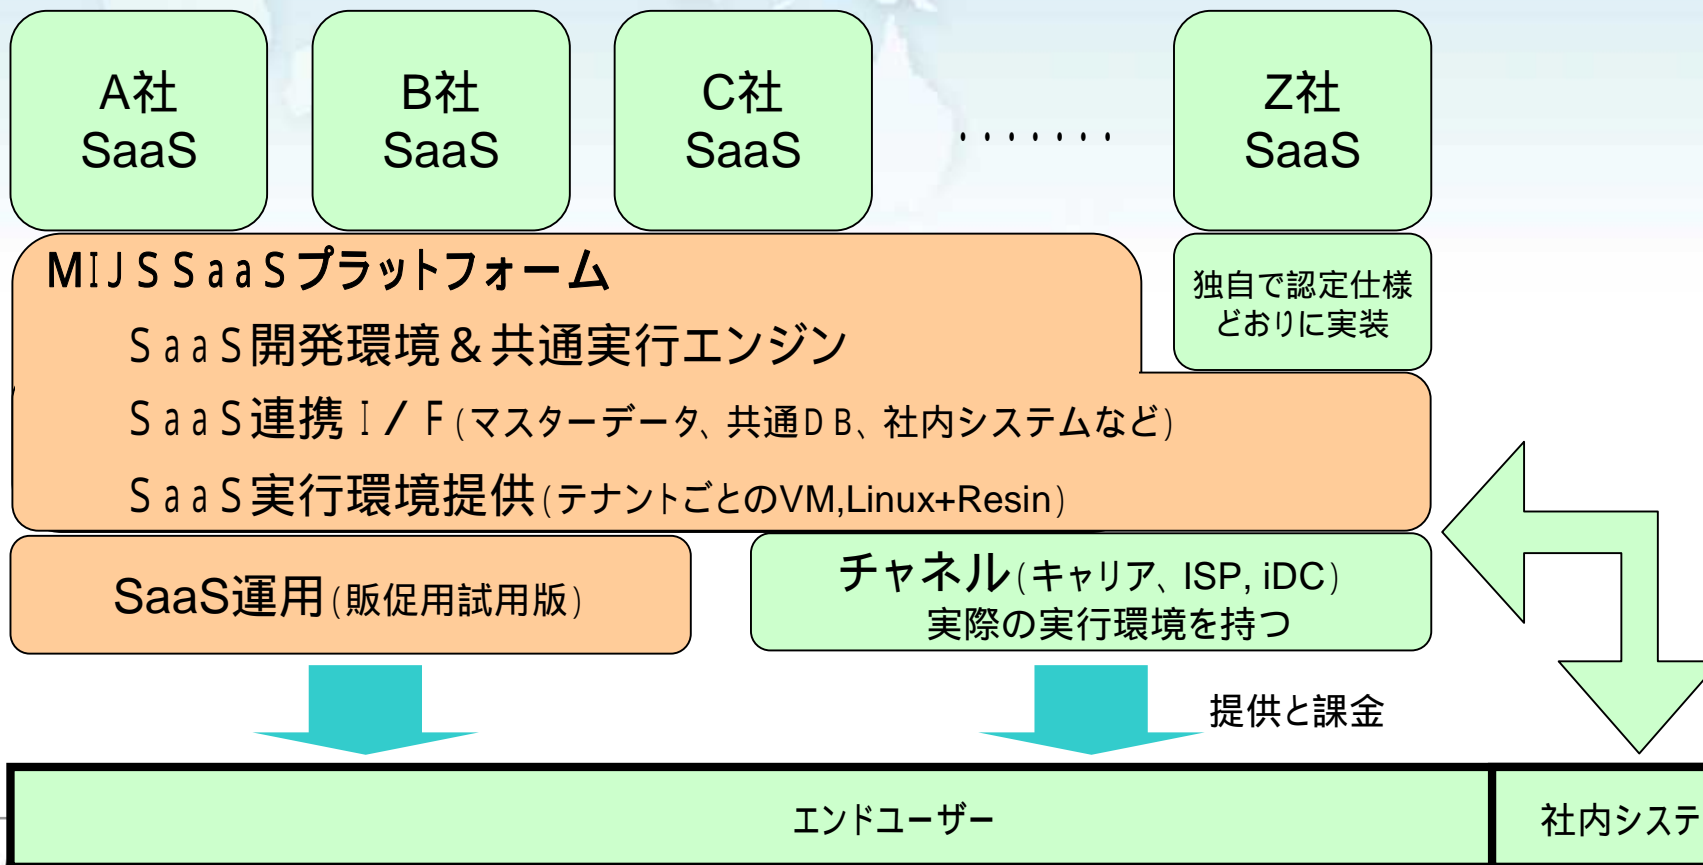 A社
SaaS
B社
SaaS
C社
SaaS
・・・・・・・
Z社
SaaS
MIJS SaaSプラットフォーム
SaaS開発環境&共通実行エンジン
SaaS連携I/F(マスターデータ、共通DB、社内システムなど)
SaaS実行環境提供(テナントごとのVM,Linux+Resin)
独自で認定仕様
どおりに実装
SaaS運用(販促用試用版)
チャネル(キャリア、ISP, iDC)
実際の実行環境を持つ
提供と課金
エンドユーザー
社内システ